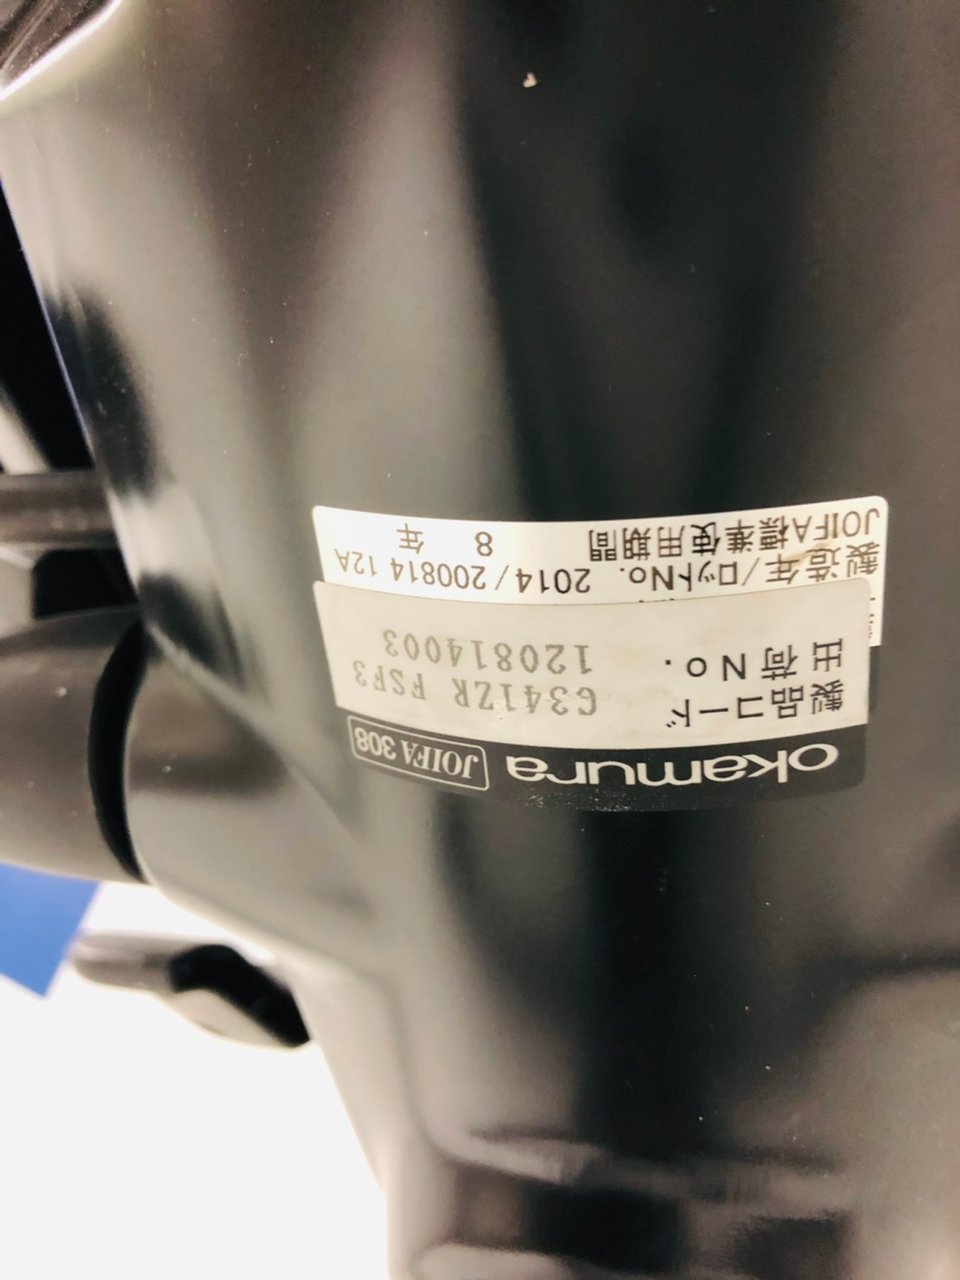 okamura JOIFA 308
製品コード G341ZR FSF3
出荷No. 120814003
製造年/ロットNo. 2014/200814 12A
JOIFA標準使用期間 8 年